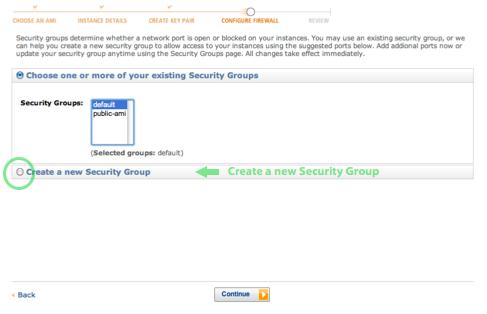 CHOOSE AN AMI INSTANCE DETAILS CREATE KEY PAIR CONFIGURE FIREWALL REVIEW
Security groups determine whether a network port is open or blocked on your instances. You may use an existing security group, or we
can help you create a new security group to allow access to your instances using the suggested ports below. Add addional ports now or
update your security group anytime using the Security Groups page. All changes take effect immediately.
Choose one or more of your existing Security Groups
Security Groups:
default
public-ami
(Selected groups: default)
Create a new Security Group
Create a new Security Group
< Back
Continue